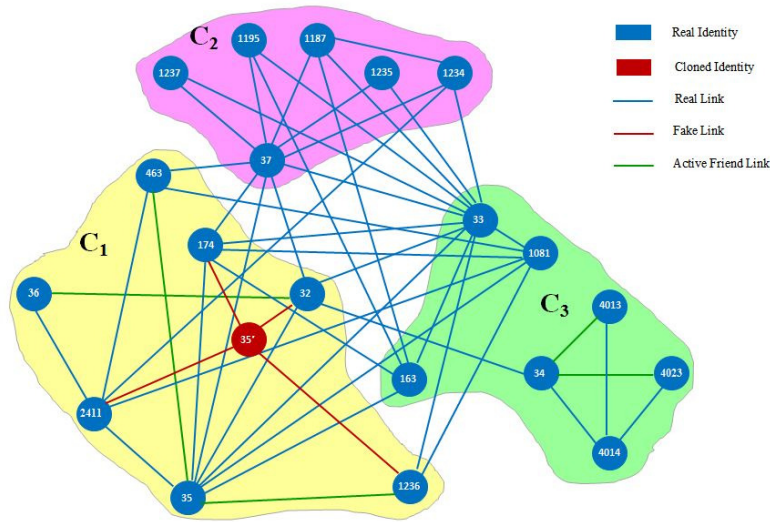 C2
1195
1187
1237
1235
1234
37
463
C1
174
36
32
35'
2411
35
1236
33
1081
C3
4013
34
4023
163
4014
Real Identity
Cloned Identity
Real Link
Fake Link
Active Friend Link